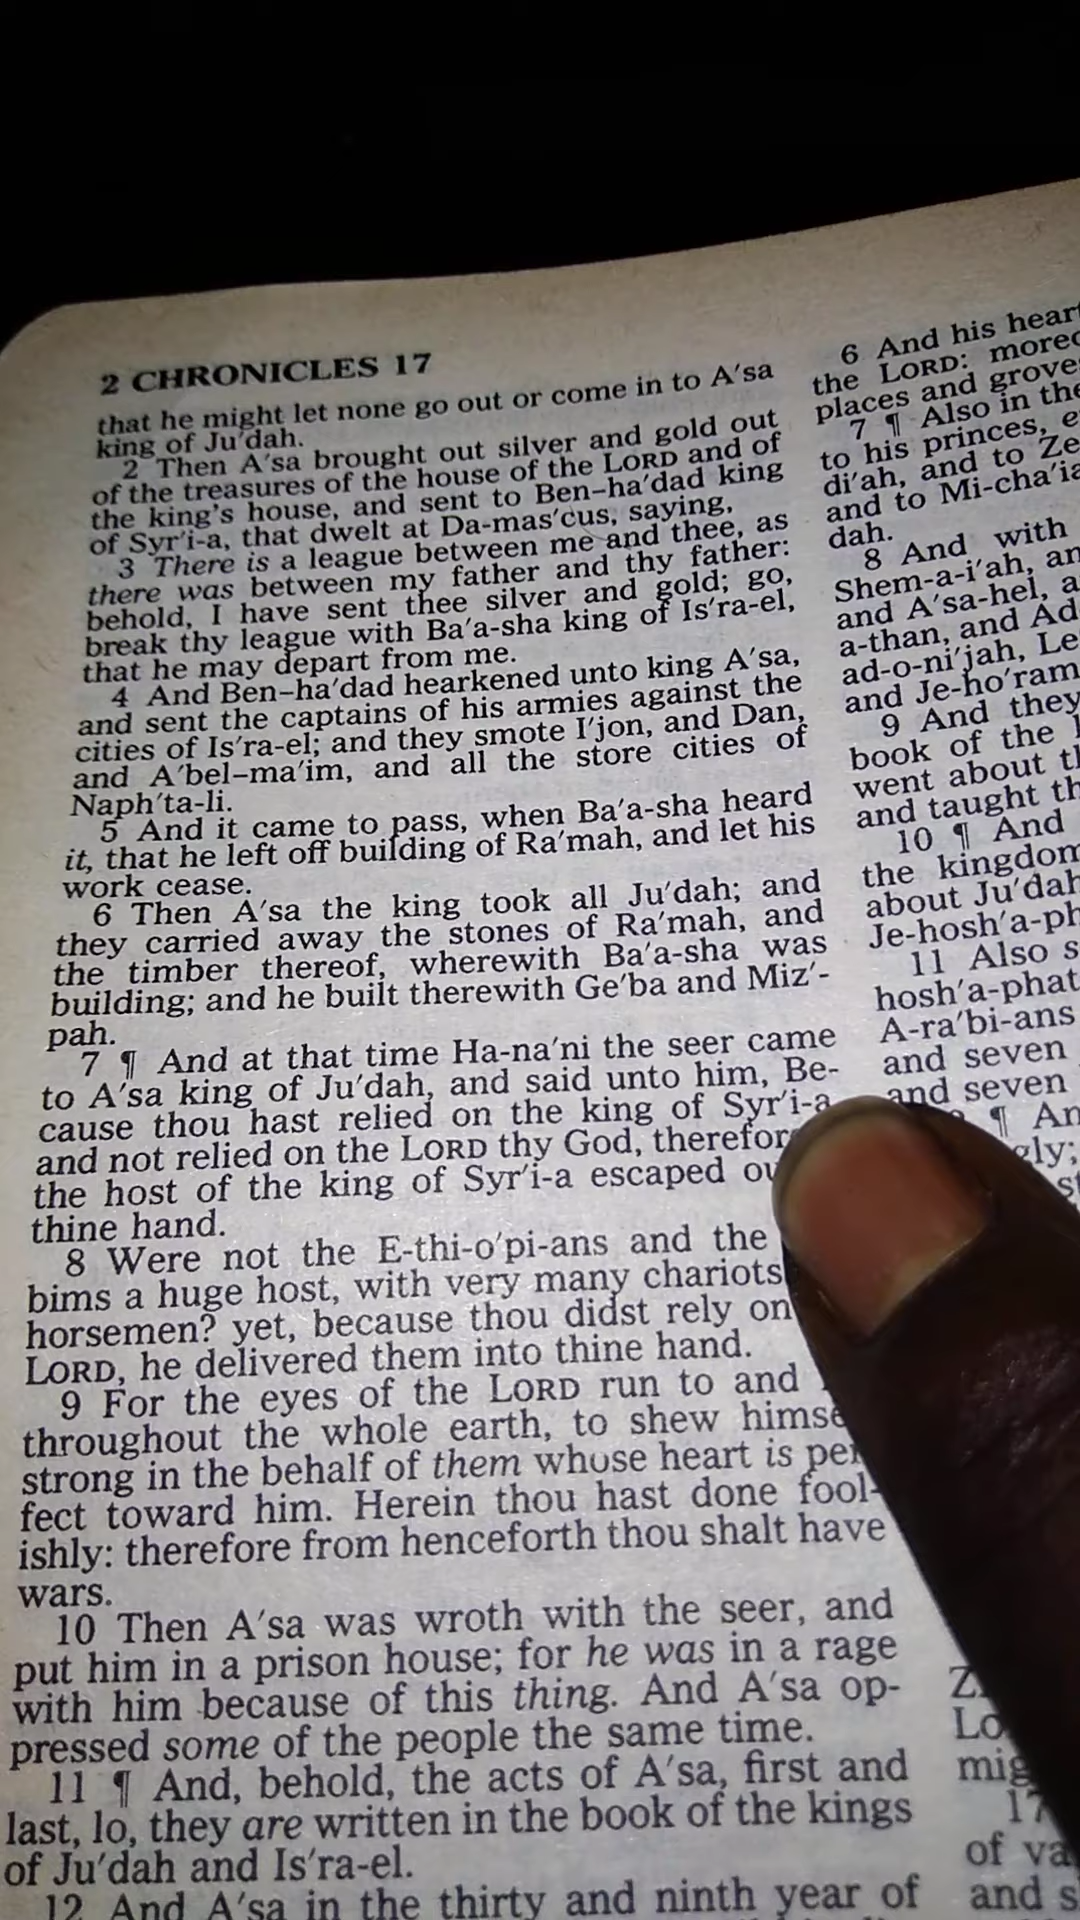 2 CHRONICLES 17
that he might let none go out or come in to A'sa
king of Ju'dah.
2 Then A'sa brought out silver and gold out
of the treasures of the house of the LORD and of
the king's house, and sent to Ben-ha'dad king
of Syr'i-a, that dwelt at Da-mas'cus, saying,
3 There is a league between me and thee, as
there was between my father and thy father:
behold, I have sent thee silver and gold; go,
break thy league with Ba'a-sha king of Is'ra-el,
that he may depart from me.
4 And Ben-ha'dad hearkened unto king A'sa,
and sent the captains of his armies against the
cities of Is'ra-el; and they smote I'jon, and Dan,
and A'bel-ma'im, and all the store cities of
Naph'ta-li.
5 And it came to pass, when Ba'a-sha heard
it, that he left off building of Ra'mah, and let his
work cease.
6 Then A'sa the king took all Ju'dah; and
they carried away the stones of Ra'mah, and
the timber thereof, wherewith Ba'a-sha was
building; and he built therewith Ge'ba and Miz'-
pah.
7 ¶ And at that time Ha-na'ni the seer came
to A'sa king of Ju'dah, and said unto him, Be-
cause thou hast relied on the king of Syr'i-a
and not relied on the LORD thy God,
the host of the king of Syr'i-a escaped
thine hand.
8 Were not the E-thi-o'pi-ans and the
bims a huge host, with very many chariots
horsemen? yet, because thou didst rely on
LORD, he delivered them into thine hand.
9 For the eyes of the LORD run to and
throughout the whole earth, to shew
strong in the behalf of them whose heart is per
fect toward him. Herein thou hast done fool-
ishly: therefore from henceforth thou shalt have
wars.
10 Then A'sa was wroth with the seer, and
put him in a prison house; for he was in a rage
with him because of this thing. And A'sa op-
pressed some of the people the same time.
11 ¶ And, behold, the acts of A'sa, first and
last, lo, they are written in the book of the kings
of Ju'dah and Is'ra-el.
12 And A'sa in the thirty and ninth year of
6 And his heart
the LORD:
places and
7 ¶ Also in the
to his princes,
di'ah, and to
and to
dah.
8 And with
Shem-a-i'ah,
and A'sa-hel,
a-than, and
ad-o-ni'jah,
and Je-ho'ram
9 And they
book of the
went about
and taught
10 ¶ And
the kingdom
about Ju'dah
Je-hosh'a-ph
11 Also
hosh'a-phat
A-ra'bi-ans
and seven
and seven
¶
17
of
and